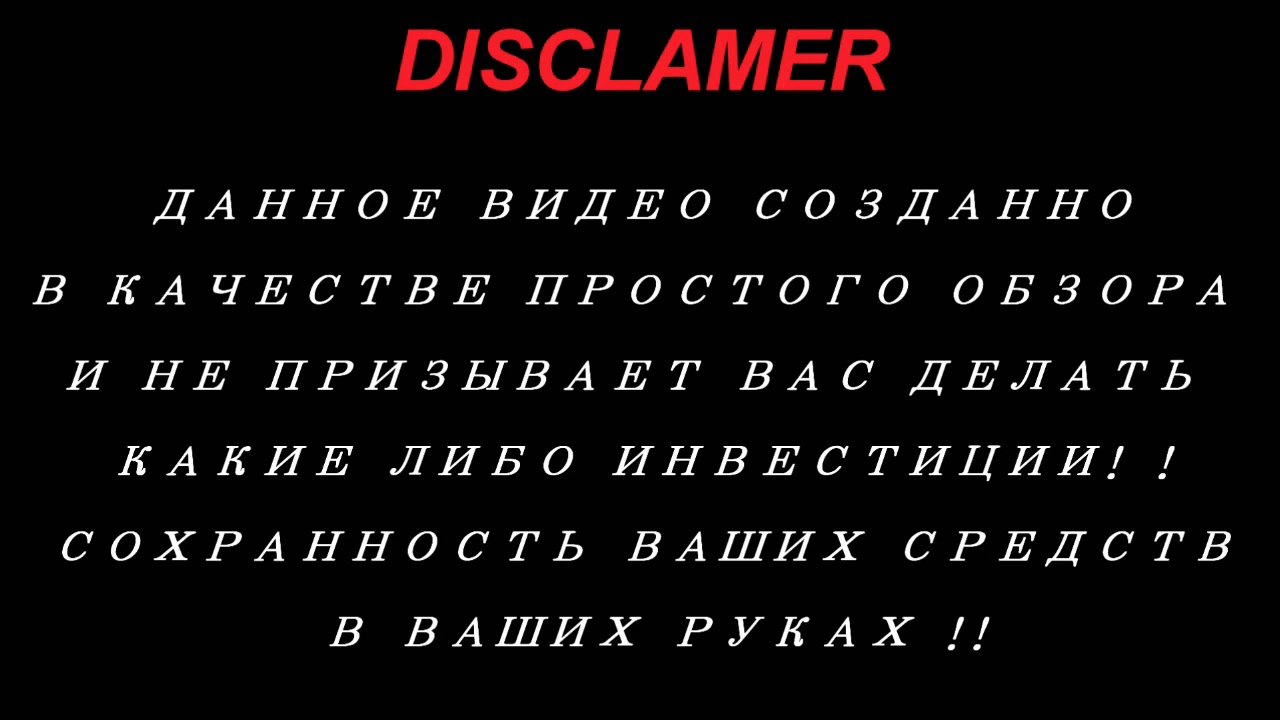 DISCLAMER
ДАННОЕ ВИДЕО СОЗДАННО
В КАЧЕСТВЕ ПРОСТОГО ОБЗОРА
И НЕ ПРИЗЫВАЕТ ВАС ДЕЛАТЬ
КАКИЕ ЛИБО ИНВЕСТИЦИИ! !
СОХРАННОСТЬ ВАШИХ СРЕДСТВ
В ВАШИХ РУКАХ !!